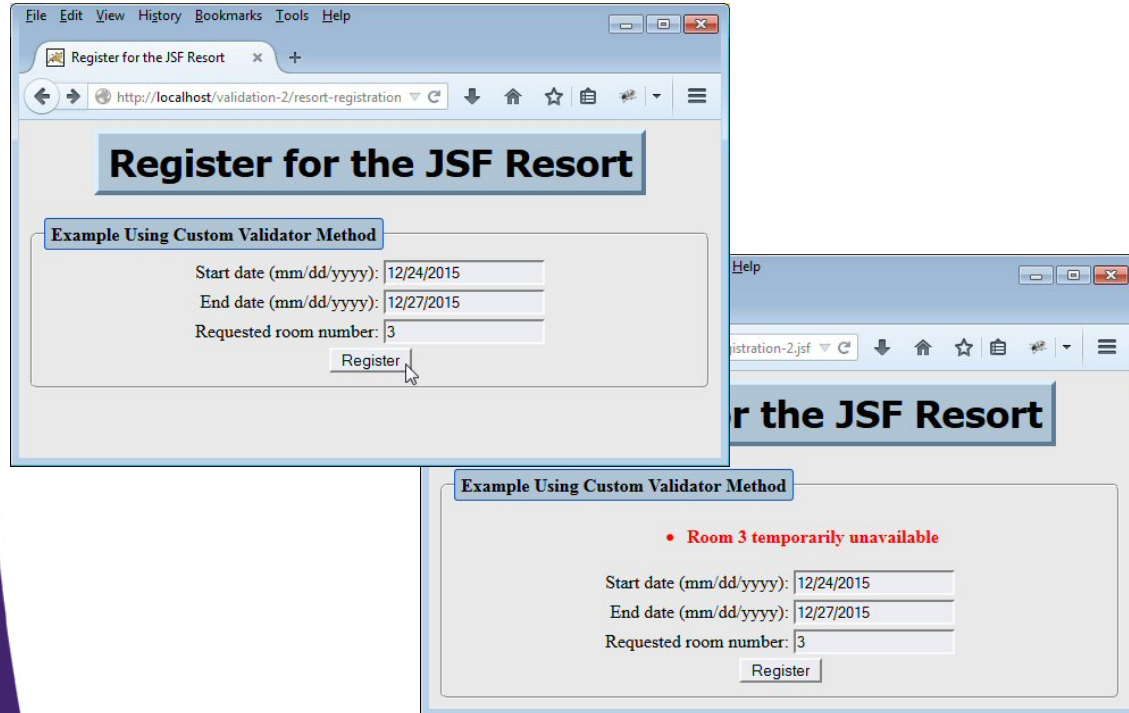 File Edit View History Bookmarks Tools Help
Register for the JSF Resort
http://localhost/validation-2/resort-registration
Register for the JSF Resort
Example Using Custom Validator Method
Start date (mm/dd/yyyy): 12/24/2015
End date (mm/dd/yyyy): 12/27/2015
Requested room number: 3
Register
Help
istration-2.jsf
r the JSF Resort
Example Using Custom Validator Method
• Room 3 temporarily unavailable
Start date (mm/dd/yyyy): 12/24/2015
End date (mm/dd/yyyy): 12/27/2015
Requested room number: 3
Register